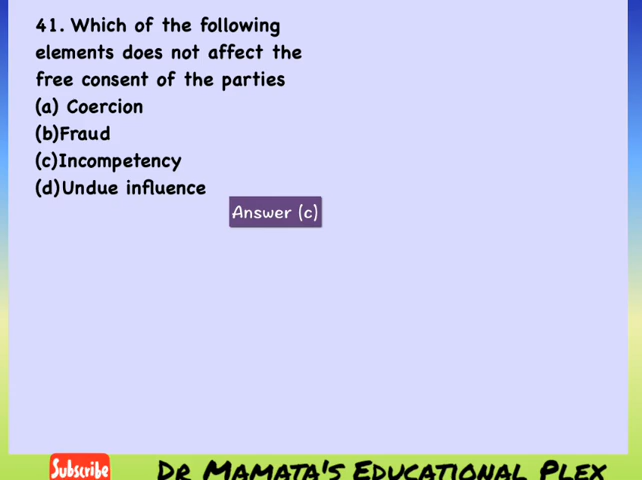 41. Which of the following
elements does not affect the
free consent of the parties
(a) Coercion
(b)Fraud
(c)Incompetency
(d)Undue influence
Answer (c)
Subscribe
Dr Mamata's Educational Plex